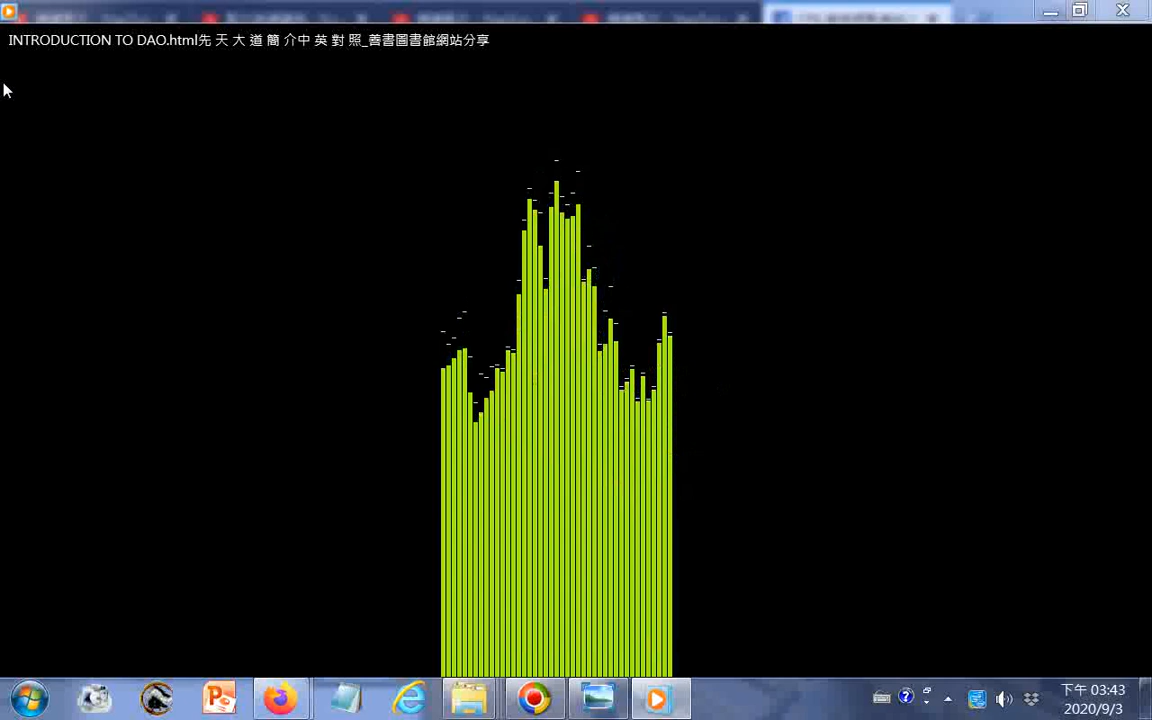 INTRODUCTION TO DAO.html先 天 大 道 簡 介中 英 對 照_善書圖書館網站分享
下午 03:43
2020/9/3